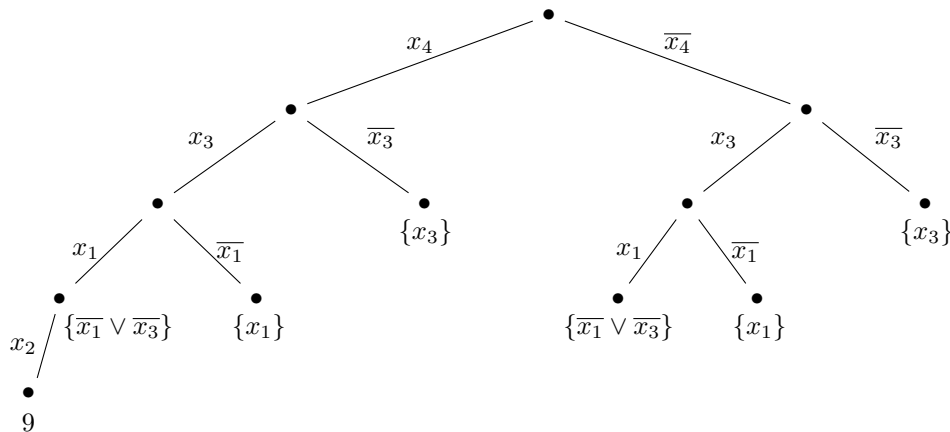 x₄ x̅₄
x₃ x̅₃ x₃ x̅₃
{x₃} {x₃}
x₁ x̅₁ x₁ x̅₁
{x̅₁ ∨ x̅₃} {x₁} {x̅₁ ∨ x̅₃} {x₁}
x₂
9